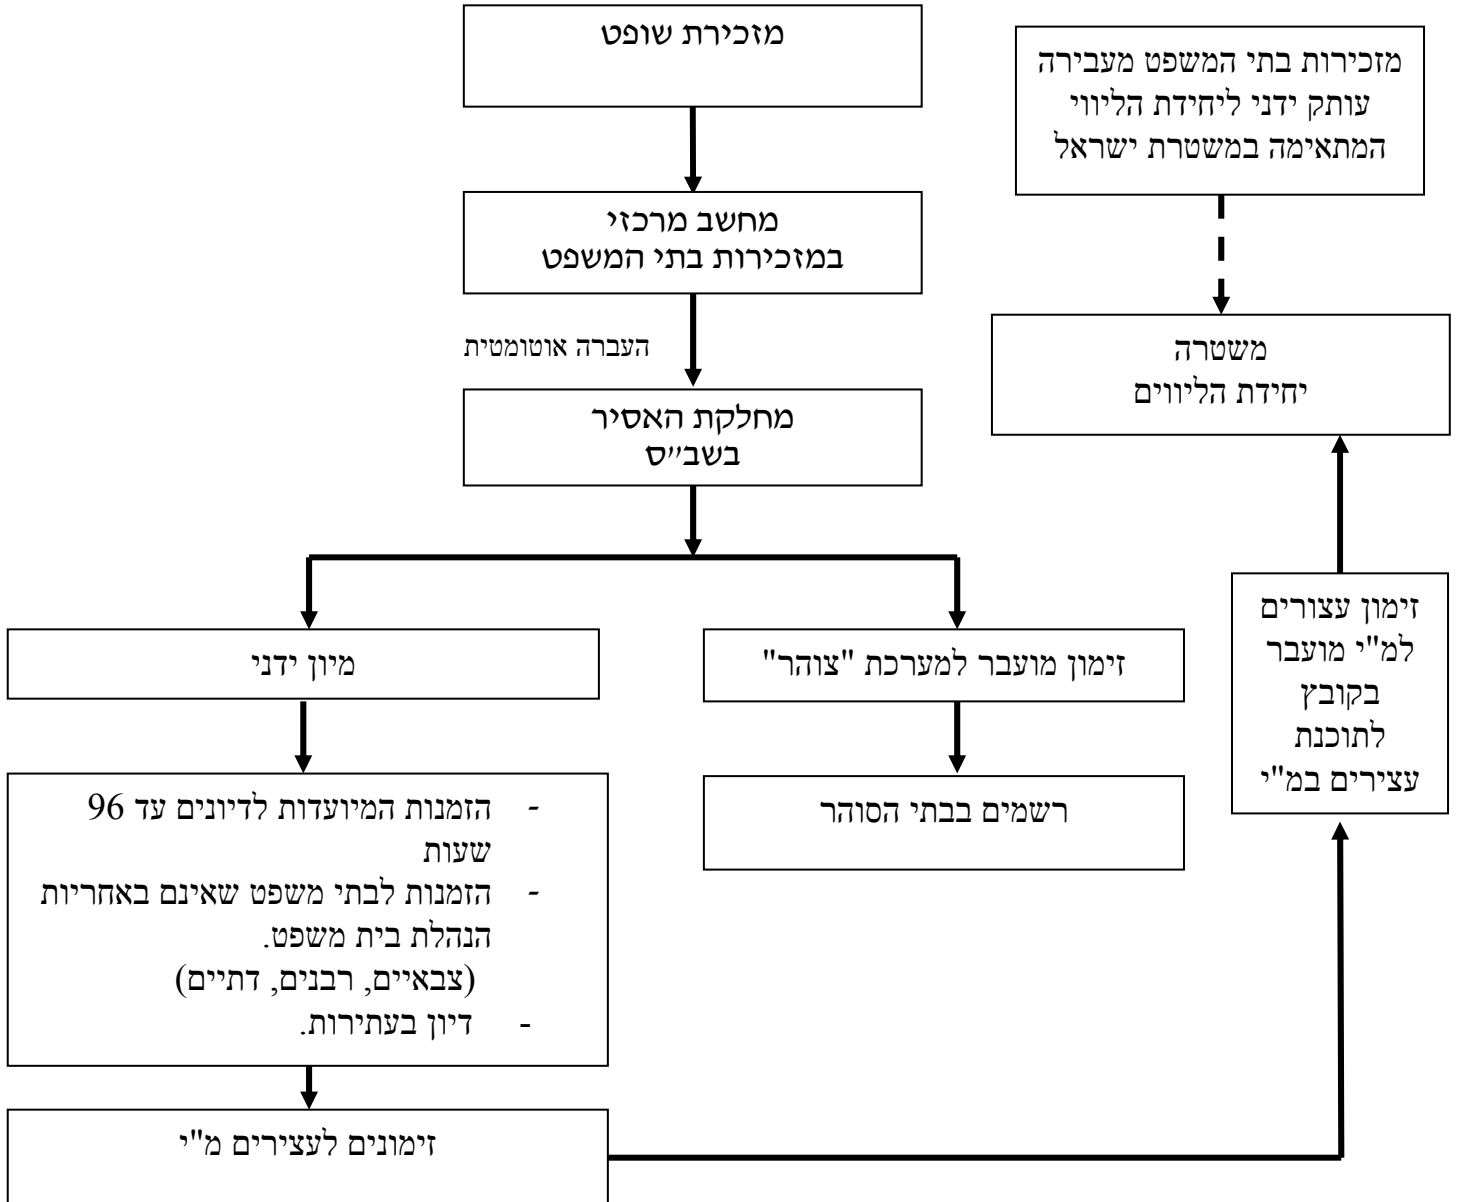 מזכירת שופט
מזכירות בתי המשפט מעבירה
עותק ידני ליחידת הליווי
המתאימה במשטרת ישראל
מחשב מרכזי
במזכירות בתי המשפט
העברה אוטומטית
משטרה
יחידת הליווים
מחלקת האסיר
בשב״ס
זימון עצורים
למ"י מועבר
בקובץ
לתוכנת
עצירים במ"י
זימון מועבר למערכת "צוהר"
מיון ידני
רשמים בבתי הסוהר
- הזמנות המיועדות לדיונים עד 96
שעות
- הזמנות לבתי משפט שאינם באחריות
הנהלת בית משפט.
(צבאיים, רבנים, דתיים)
- דיון בעתירות.
זימונים לעצירים מ"י